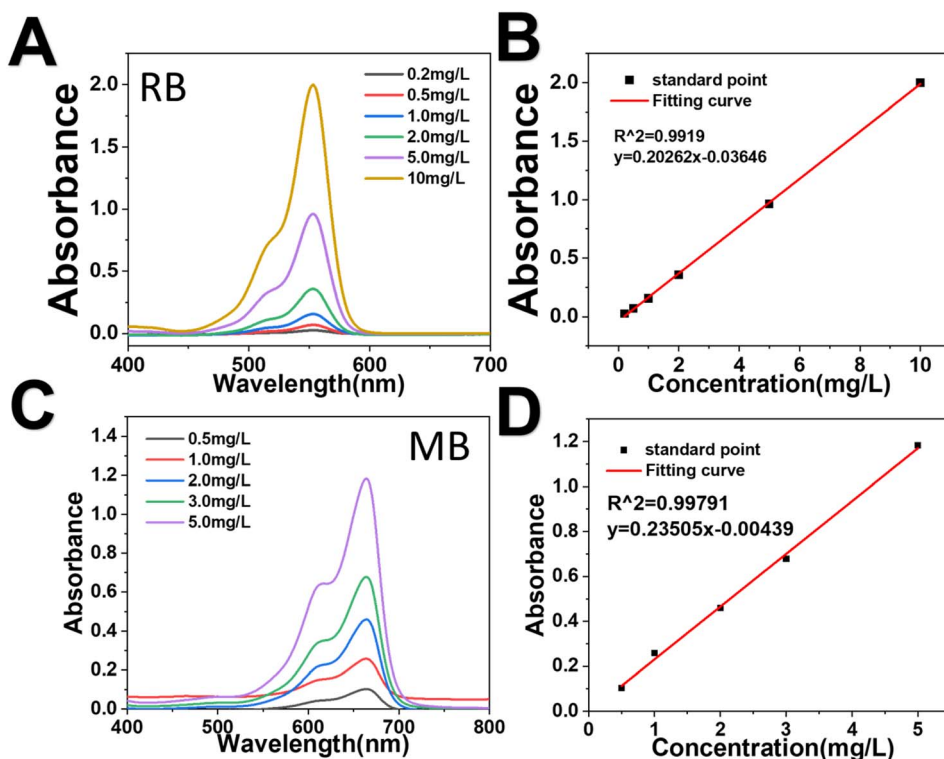 A
RB
0.2mg/L
0.5mg/L
1.0mg/L
2.0mg/L
5.0mg/L
10mg/L
Absorbance
2.0
1.5
1.0
0.5
0.0
400
500
600
700
Wavelength(nm)
B
standard point
Fitting curve
R^2=0.9919
y=0.20262x-0.03646
Absorbance
2.0
1.5
1.0
0.5
0.0
0
2
4
6
8
10
Concentration(mg/L)
C
MB
0.5mg/L
1.0mg/L
2.0mg/L
3.0mg/L
5.0mg/L
Absorbance
1.4
1.2
1.0
0.8
0.6
0.4
0.2
0.0
400
500
600
700
800
Wavelength(nm)
D
standard point
Fitting curve
R^2=0.99791
y=0.23505x-0.00439
Absorbance
1.2
1.0
0.8
0.6
0.4
0.2
0.0
0
1
2
3
4
5
Concentration(mg/L)